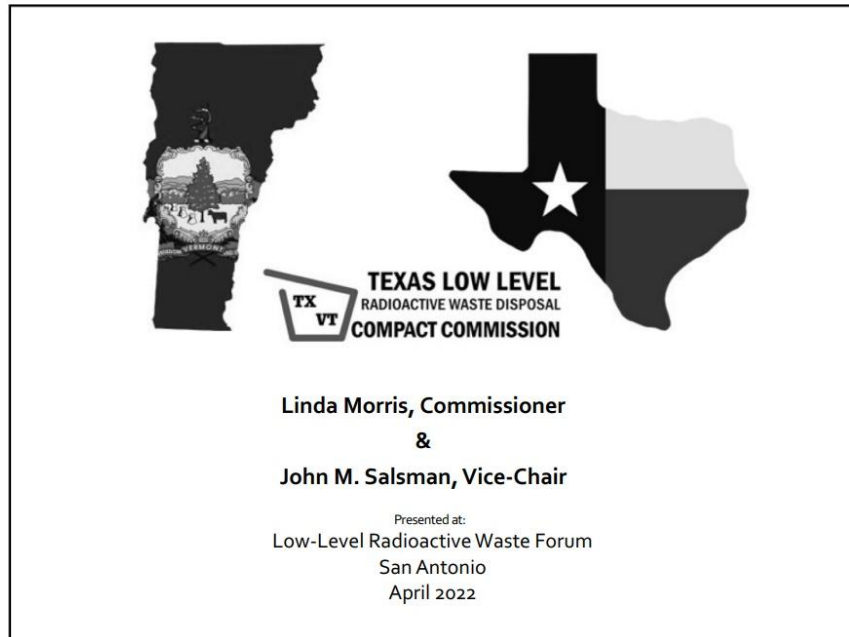 VERMONT
TEXAS LOW LEVEL
RADIOACTIVE WASTE DISPOSAL
COMPACT COMMISSION
TX
VT
Linda Morris, Commissioner
&
John M. Salsman, Vice-Chair
Presented at:
Low-Level Radioactive Waste Forum
San Antonio
April 2022